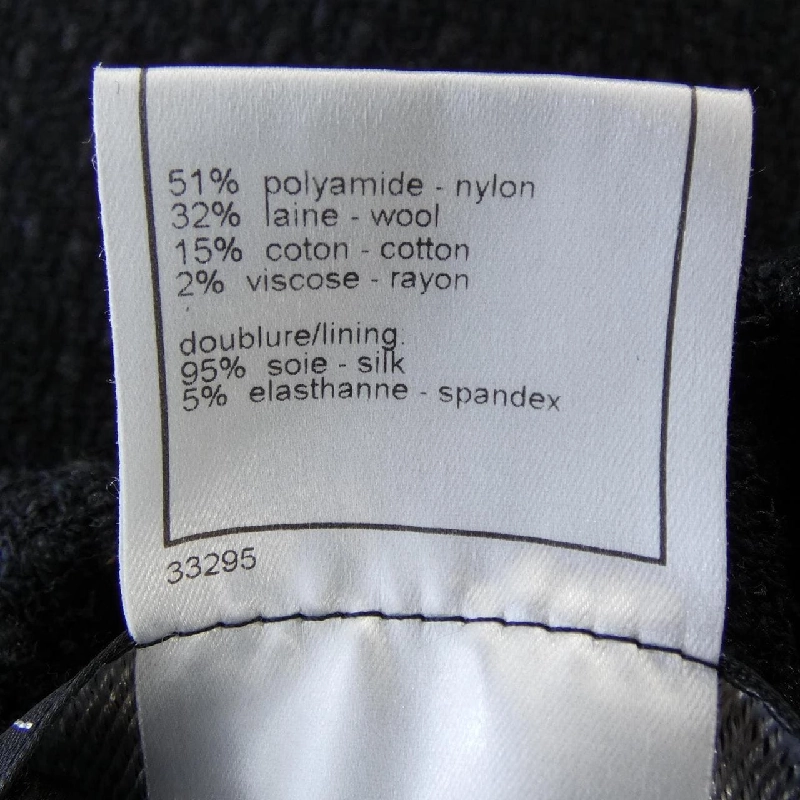 51% polyamide - nylon
32% laine - wool
15% coton - cotton
2% viscose - rayon
doublure/lining.
95% soie - silk
5% elasthanne - spandex
33295